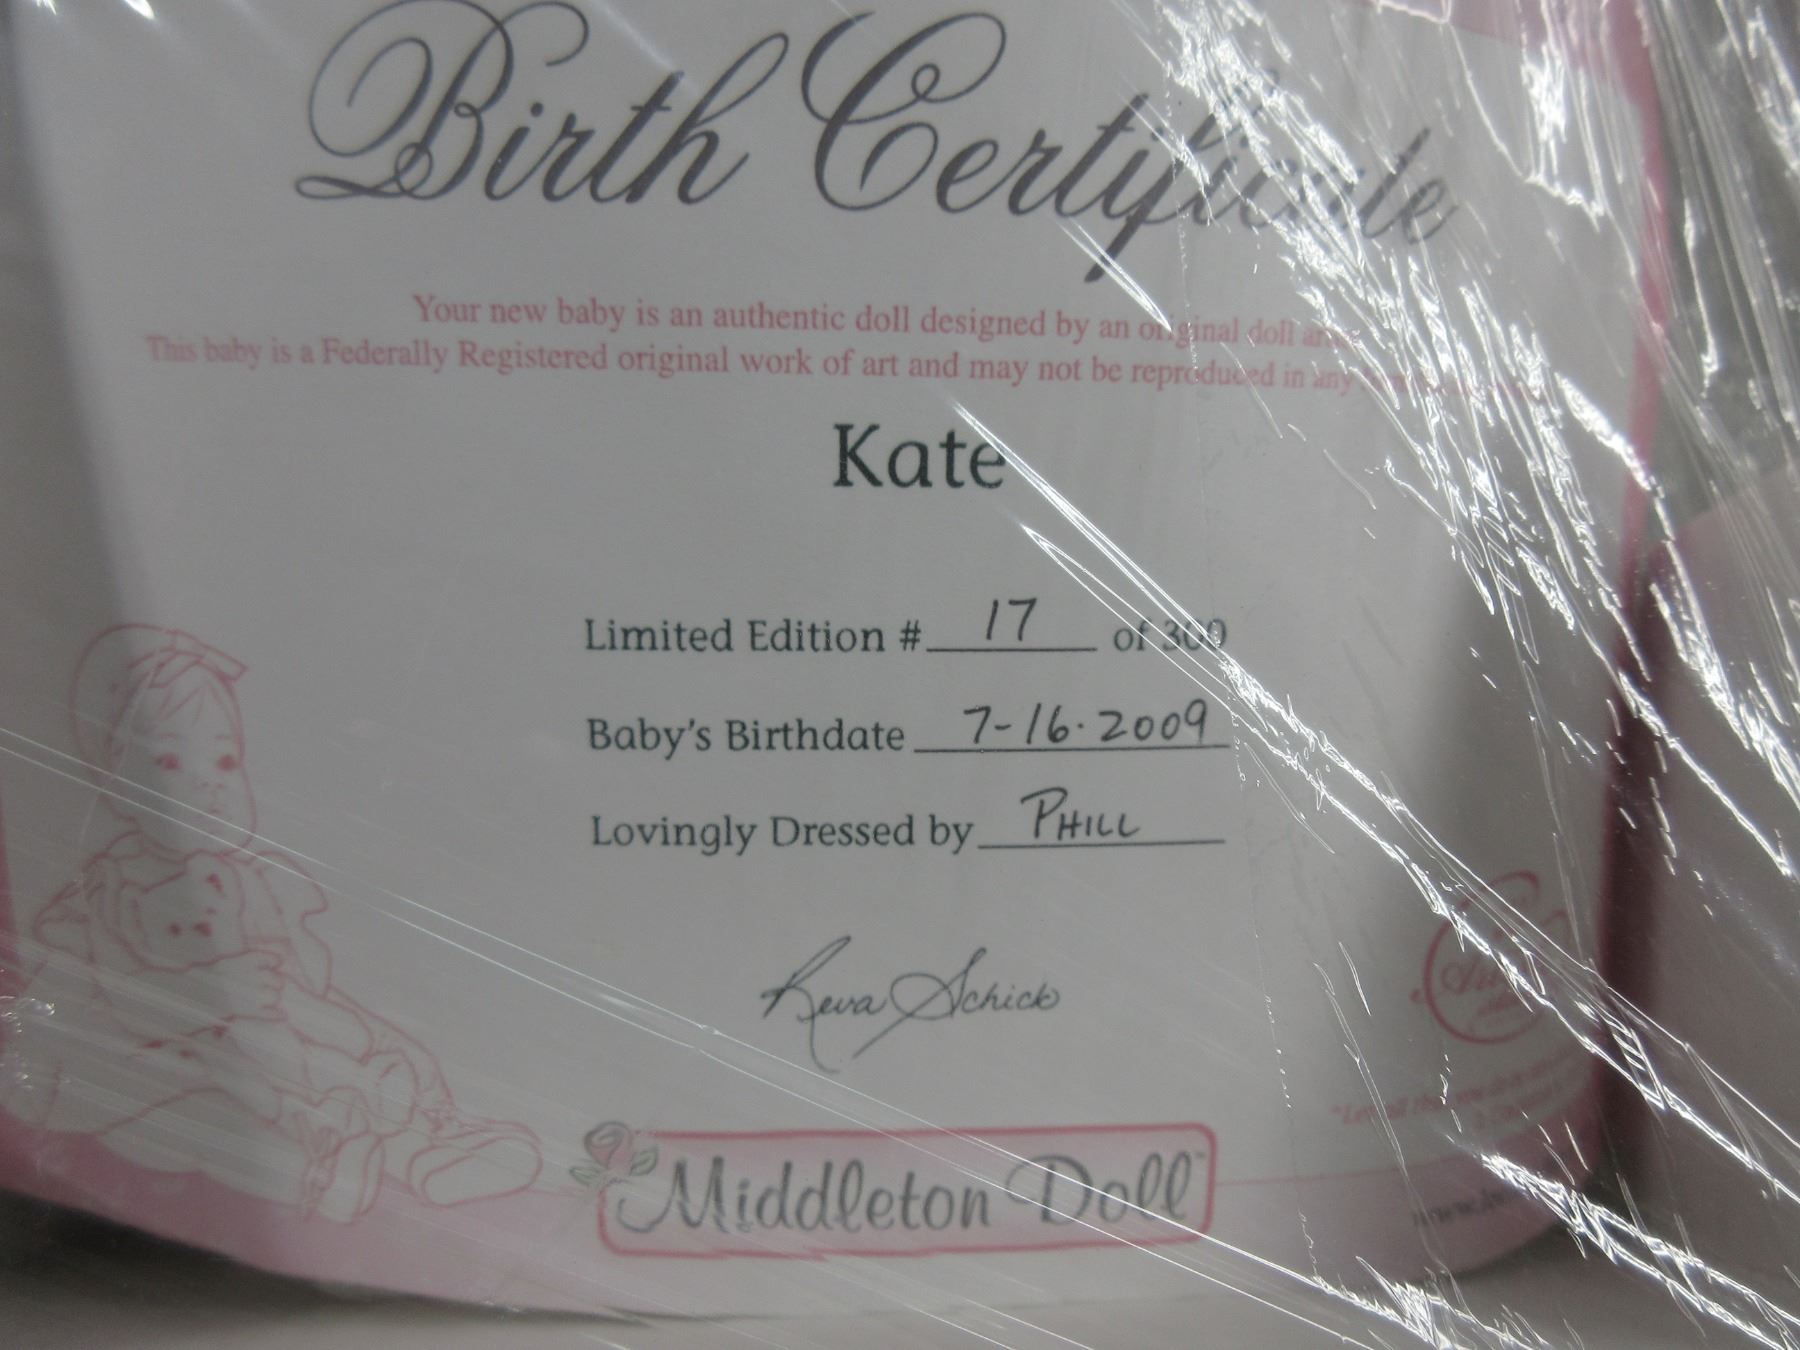 Birth Certificate
Your new baby is an authentic doll designed by an original doll
This baby is a Federally Registered original work of art and may not be reproduced in any
Kate
Limited Edition # 17 of 300
Baby's Birthdate 7-16-2009
Lovingly Dressed by PHILL
Reva Schick
Middleton Doll™